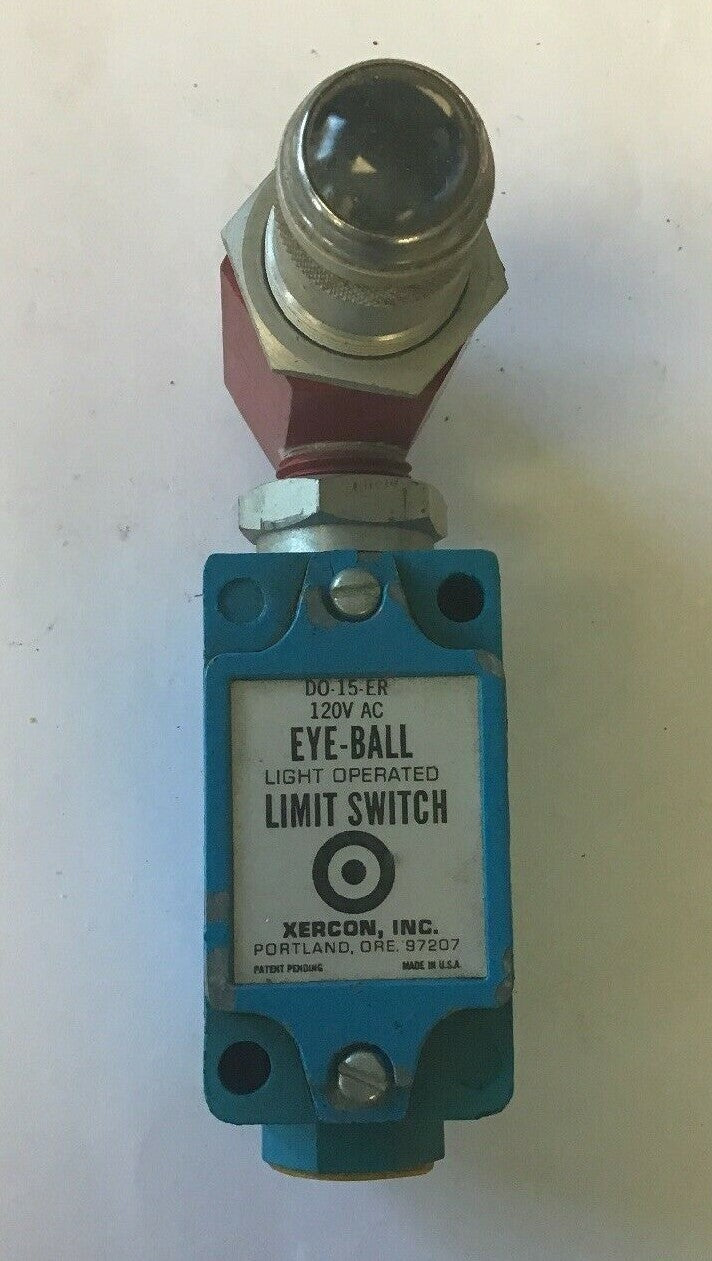 DO-15-ER
120V AC
EYE-BALL
LIGHT OPERATED
LIMIT SWITCH
XERCON, INC.
PORTLAND, ORE. 97207
PATENT PENDING MADE IN U.S.A.